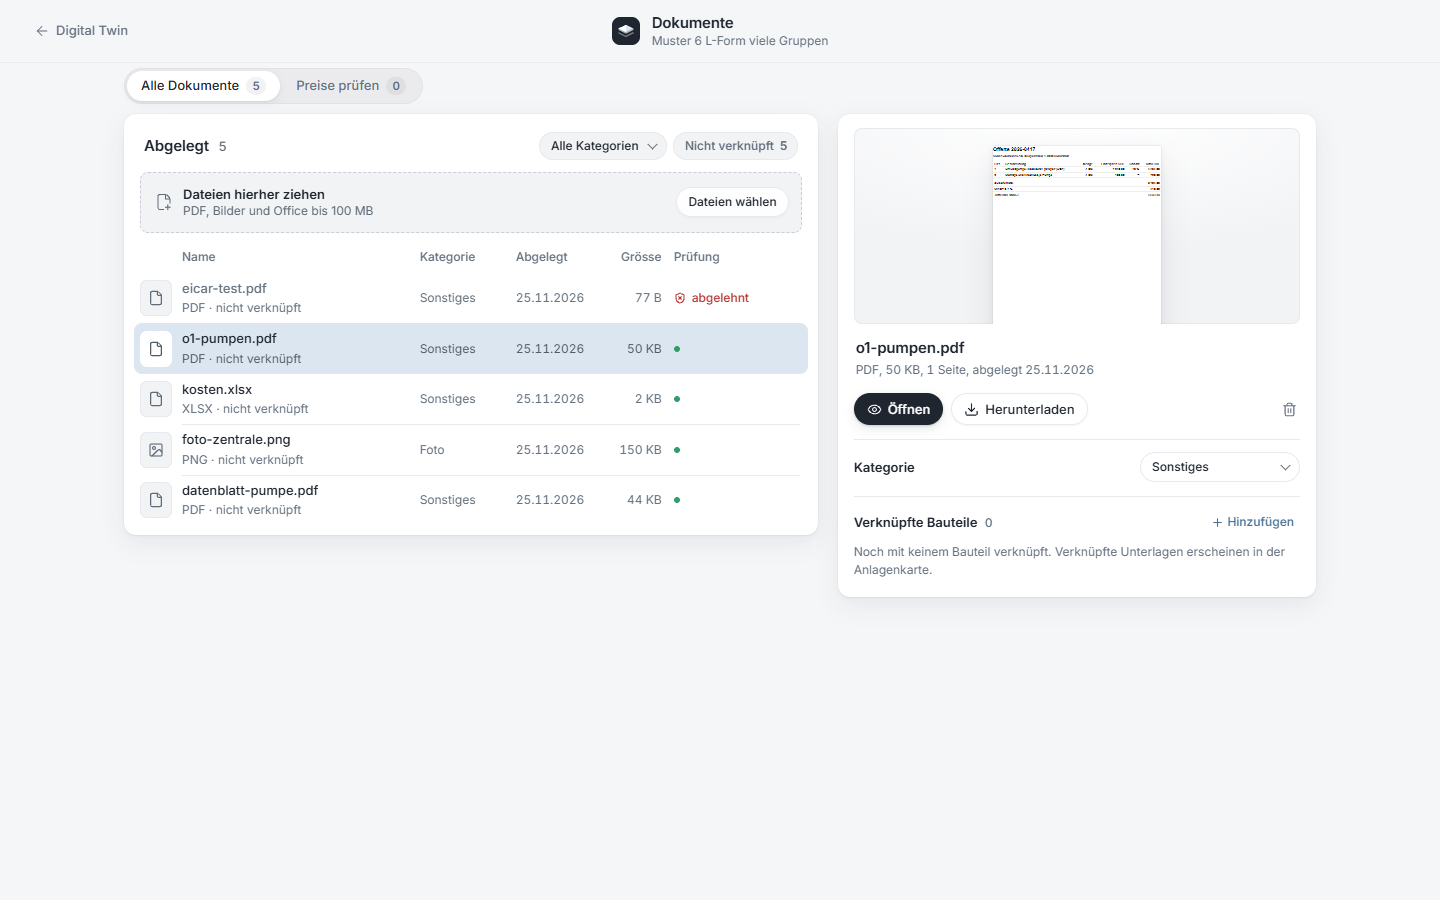 Digital Twin
Dokumente
Muster 6 L-Form viele Gruppen
Alle Dokumente 5
Preise prüfen 0
Abgelegt 5
Alle Kategorien
Nicht verknüpft 5
Dateien hierher ziehen
PDF, Bilder und Office bis 100 MB
Dateien wählen
Name Kategorie Abgelegt Grösse Prüfung
eicar-test.pdf
PDF · nicht verknüpft
Sonstiges 25.11.2026 77 B abgelehnt
o1-pumpen.pdf
PDF · nicht verknüpft
Sonstiges 25.11.2026 50 KB
kosten.xlsx
XLSX · nicht verknüpft
Sonstiges 25.11.2026 2 KB
foto-zentrale.png
PNG · nicht verknüpft
Foto 25.11.2026 150 KB
datenblatt-pumpe.pdf
PDF · nicht verknüpft
Sonstiges 25.11.2026 44 KB
Offerte 2026-0417
o1-pumpen.pdf
PDF, 50 KB, 1 Seite, abgelegt 25.11.2026
Öffnen
Herunterladen
Kategorie
Sonstiges
Verknüpfte Bauteile 0
Hinzufügen
Noch mit keinem Bauteil verknüpft. Verknüpfte Unterlagen erscheinen in der
Anlagenkarte.